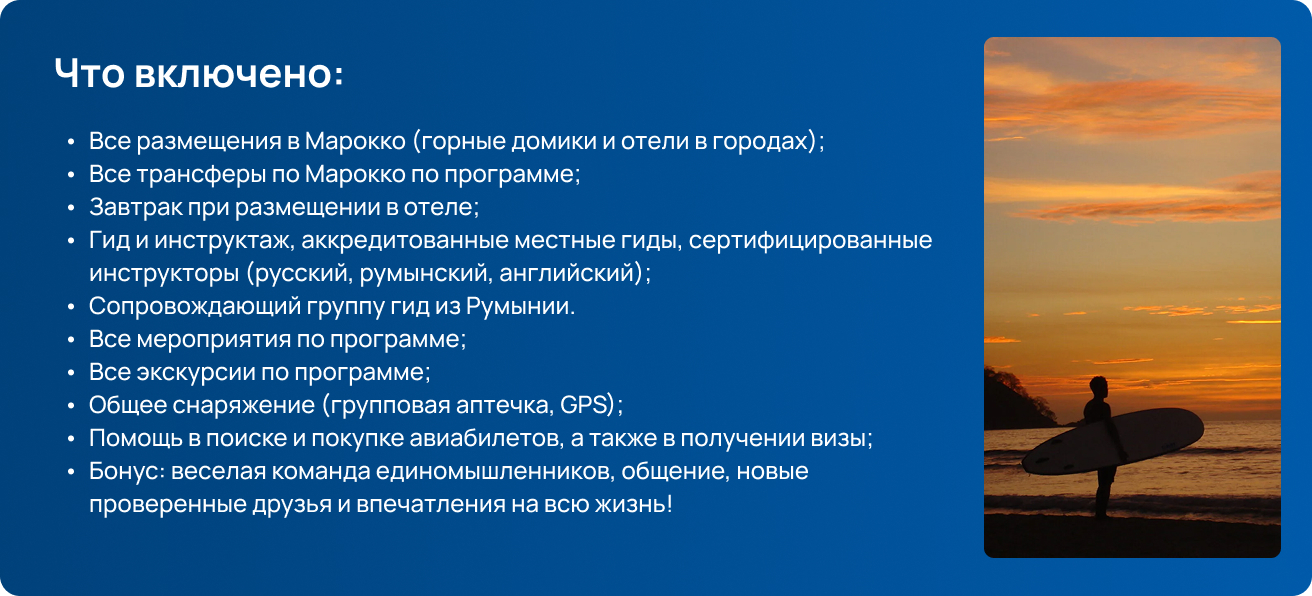 Что включено:
• Все размещения в Марокко (горные домики и отели в городах);
• Все трансферы по Марокко по программе;
• Завтрак при размещении в отеле;
• Гид и инструктаж, аккредитованные местные гиды, сертифицированные
инструкторы (русский, румынский, английский);
• Сопровождающий группу гид из Румынии.
• Все мероприятия по программе;
• Все экскурсии по программе;
• Общее снаряжение (групповая аптечка, GPS);
• Помощь в поиске и покупке авиабилетов, а также в получении визы;
• Бонус: веселая команда единомышленников, общение, новые
проверенные друзья и впечатления на всю жизнь!